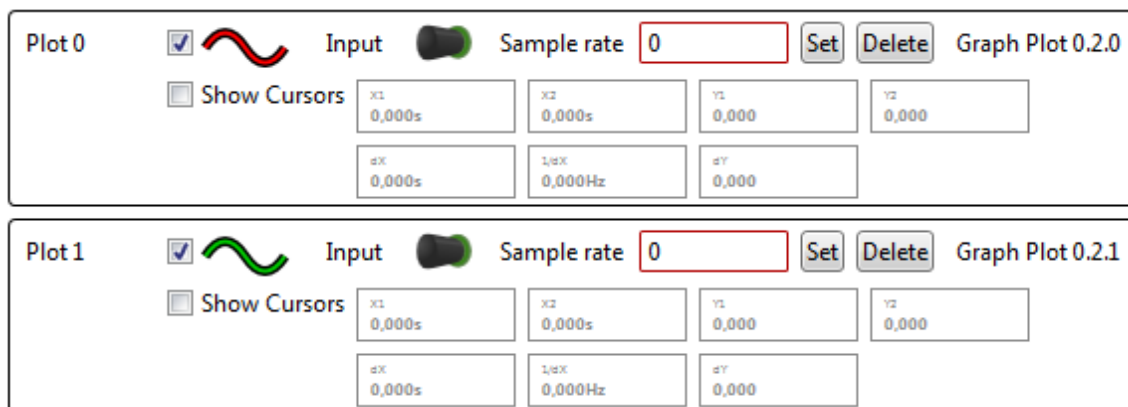 Plot 0 Input Sample rate 0 Set Delete Graph Plot 0.2.0
Show Cursors X1 X2 Y1 Y2
0,000s 0,000s 0,000 0,000
dX 1/dX dY
0,000s 0,000Hz 0,000
Plot 1 Input Sample rate 0 Set Delete Graph Plot 0.2.1
Show Cursors X1 X2 Y1 Y2
0,000s 0,000s 0,000 0,000
dX 1/dX dY
0,000s 0,000Hz 0,000